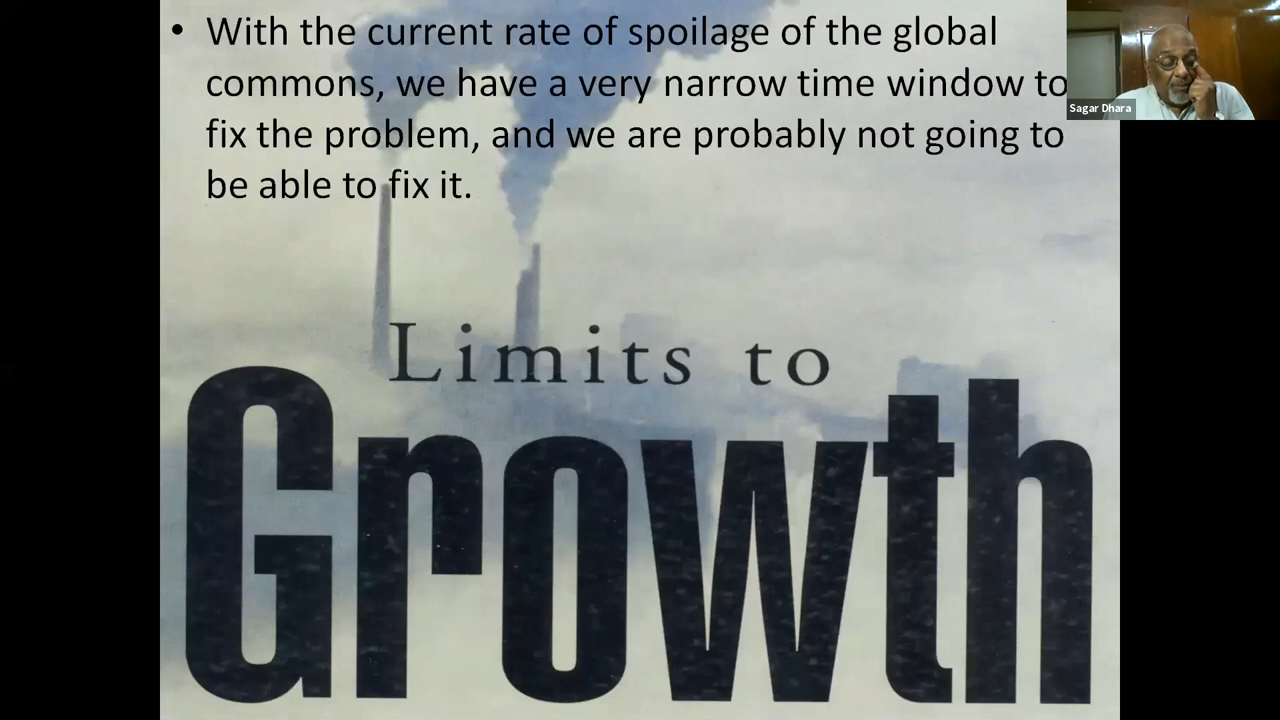 • With the current rate of spoilage of the global
commons, we have a very narrow time window to
fix the problem, and we are probably not going to
be able to fix it.
Sagar Dhara
Limits to
Growth